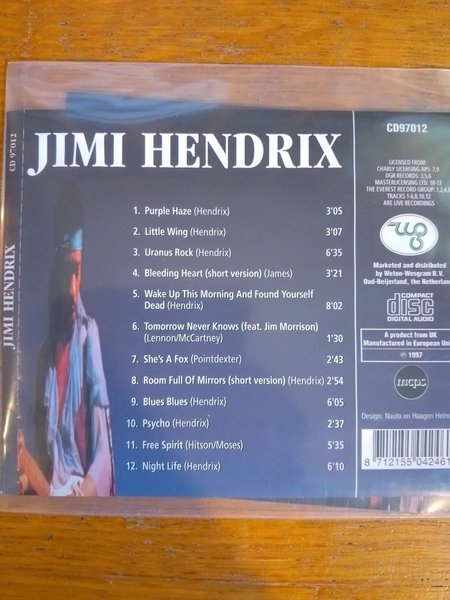 CD 97012
JIMI HENDRIX
JIMI HENDRIX
1. Purple Haze (Hendrix) 3'05
2. Little Wing (Hendrix) 3'07
3. Uranus Rock (Hendrix) 6'35
4. Bleeding Heart (short version) (James) 3'21
5. Wake Up This Morning And Found Yourself
Dead (Hendrix) 8'02
6. Tomorrow Never Knows (feat. Jim Morrison)
(Lennon/McCartney) 1'30
7. She's A Fox (Pointdexter) 2'43
8. Room Full Of Mirrors (short version) (Hendrix) 2'54
9. Blues Blues (Hendrix) 6'05
10. Psycho (Hendrix) 2'37
11. Free Spirit (Hitson/Moses) 5'35
12. Night Life (Hendrix) 6'10
CD97012
LICENSED FROM:
CHARLY LICENSING APS: 7,9
DGR RECORDS: 3,5,6
MASTERLICENSING LTD: 10-12
THE EVEREST RECORD GROUP: 1,2,4,8
TRACKS 1-6,8,10,12
ARE LIVE RECORDINGS
Marketed and distributed
by Weton-Wesgram B.V.
Oud-Beijerland, the Netherlands
COMPACT
disc
DIGITAL AUDIO
A product from UK
Manufactured in European Un
℗ 1997
mcps
Design: Nauta en Haagen Helm
8 712155 042461